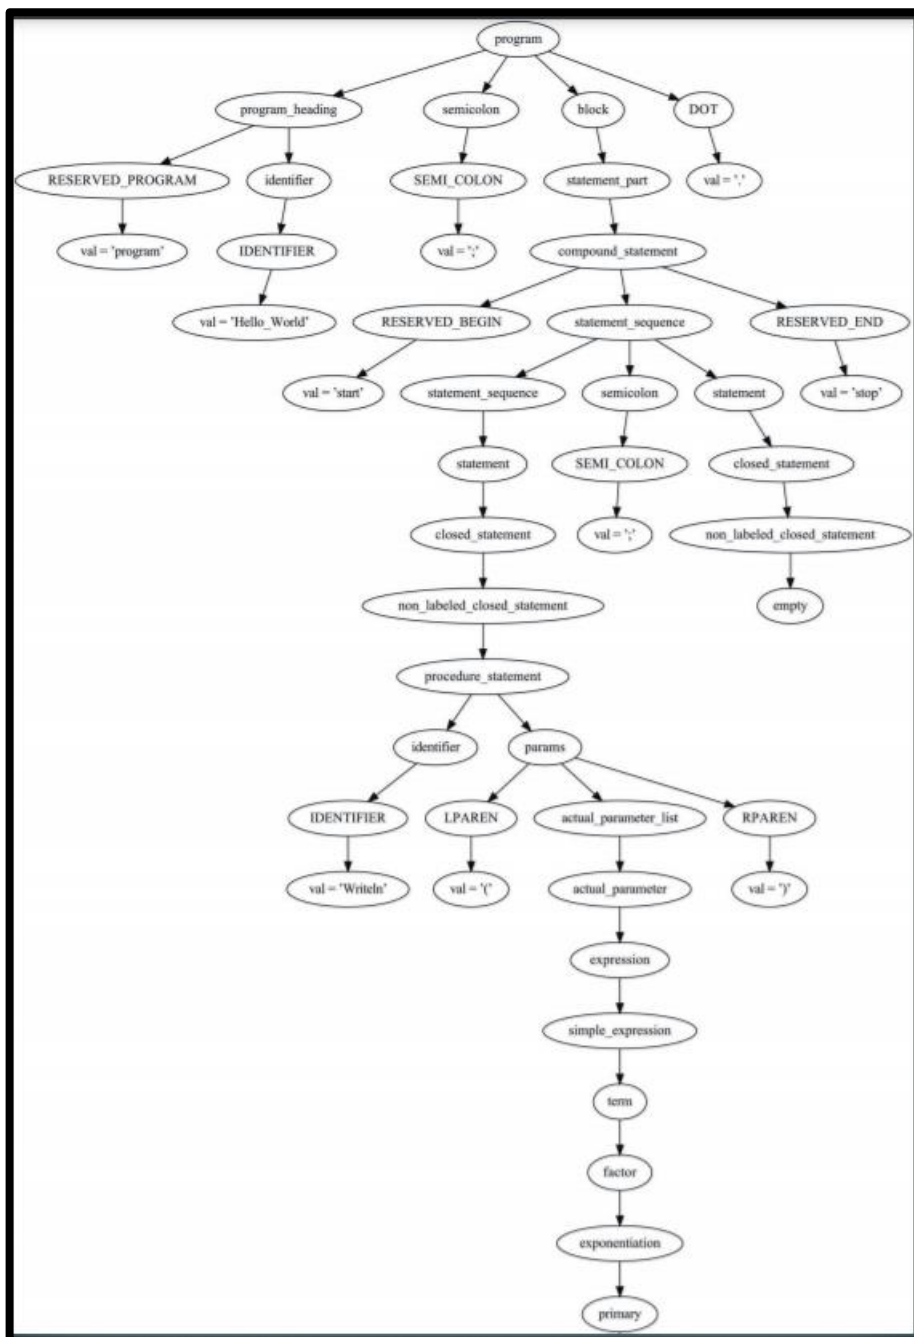 program
program_heading semicolon block DOT
RESERVED_PROGRAM identifier SEMI_COLON statement_part val = '.'
val = 'program' IDENTIFIER val = ';' compound_statement
val = 'Hello_World' RESERVED_BEGIN statement_sequence RESERVED_END
val = 'start' statement_sequence semicolon statement val = 'stop'
statement SEMI_COLON closed_statement
closed_statement val = ';' non_labeled_closed_statement
non_labeled_closed_statement empty
procedure_statement
identifier params
IDENTIFIER LPAREN actual_parameter_list RPAREN
val = 'Writeln' val = '(' actual_parameter val = ')'
expression
simple_expression
term
factor
exponentiation
primary